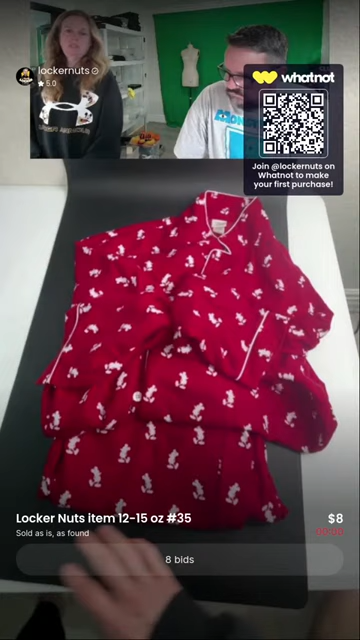 lockernuts
5.0
whatnot
Join @lockernuts on
Whatnot to make
your first purchase!
Locker Nuts item 12-15 oz #35
$8
Sold as is, as found
8 bids